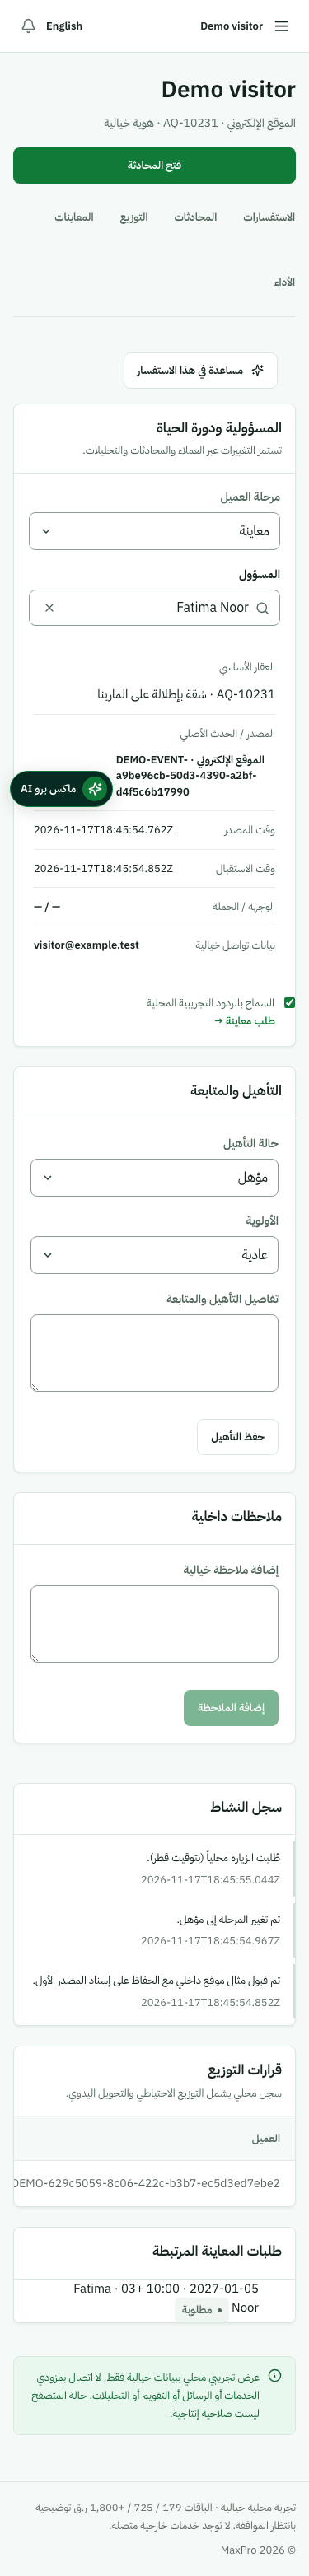 Demo visitor
English
Demo visitor
الموقع الإلكتروني · AQ-10231 · هوية خيالية
فتح المحادثة
الاستفسارات
المحادثات
التوزيع
المعاينات
الأداء
مساعدة في هذا الاستفسار
المسؤولية ودورة الحياة
تستمر التغييرات عبر العملاء والمحادثات والتحليلات.
مرحلة العميل
معاينة
المسؤول
Fatima Noor
العقار الأساسي
AQ-10231 · شقة بإطلالة على المارينا
المصدر / الحدث الأصلي
الموقع الإلكتروني · DEMO-EVENT-
a9be96cb-50d3-4390-a2bf-
d4f5c6b17990
ماكس برو AI
وقت المصدر
2026-11-17T18:45:54.762Z
وقت الاستقبال
2026-11-17T18:45:54.852Z
الوجهة / الحملة
— / —
بيانات تواصل خيالية
visitor@example.test
السماح بالردود التجريبية المحلية
طلب معاينة →
التأهيل والمتابعة
حالة التأهيل
مؤهل
الأولوية
عادية
تفاصيل التأهيل والمتابعة
حفظ التأهيل
ملاحظات داخلية
إضافة ملاحظة خيالية
إضافة الملاحظة
سجل النشاط
طُلبت الزيارة محلياً (بتوقيت قطر).
2026-11-17T18:45:55.044Z
تم تغيير المرحلة إلى مؤهل.
2026-11-17T18:45:54.967Z
تم قبول مثال موقع داخلي مع الحفاظ على إسناد المصدر الأول.
2026-11-17T18:45:54.852Z
قرارات التوزيع
سجل محلي يشمل التوزيع الاحتياطي والتحويل اليدوي.
العميل
DEMO-629c5059-8c06-422c-b3b7-ec5d3ed7ebe2
طلبات المعاينة المرتبطة
2027-01-05 · 10:00 +03 · Fatima
Noor مطلوبة
عرض تجريبي محلي ببيانات خيالية فقط. لا اتصال بمزودي
الخدمات أو الرسائل أو التقويم أو التحليلات. حالة المتصفح
ليست صلاحية إنتاجية.
تجربة محلية خيالية · الباقات 179 / 725 / +1,800 ر.ق توضيحية
بانتظار الموافقة. لا توجد خدمات خارجية متصلة.
© 2026 MaxPro